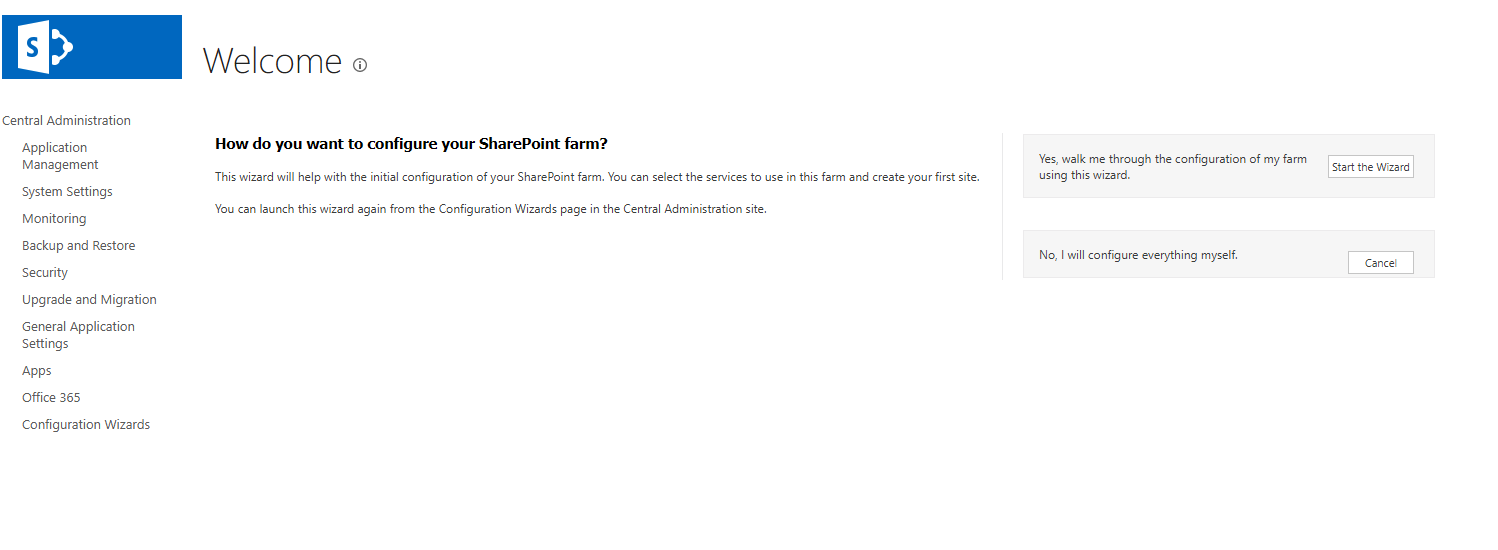 S
Welcome
Central Administration
Application
Management
System Settings
Monitoring
Backup and Restore
Security
Upgrade and Migration
General Application
Settings
Apps
Office 365
Configuration Wizards
How do you want to configure your SharePoint farm?
This wizard will help with the initial configuration of your SharePoint farm. You can select the services to use in this farm and create your first site.
You can launch this wizard again from the Configuration Wizards page in the Central Administration site.
Yes, walk me through the configuration of my farm
using this wizard.
Start the Wizard
No, I will configure everything myself.
Cancel